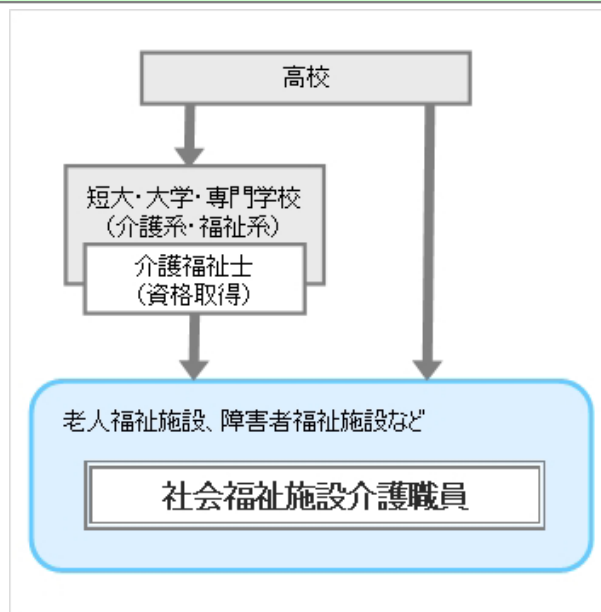 高校
短大・大学・専門学校
（介護系・福祉系）
介護福祉士
（資格取得）
老人福祉施設、障害者福祉施設など
社会福祉施設介護職員